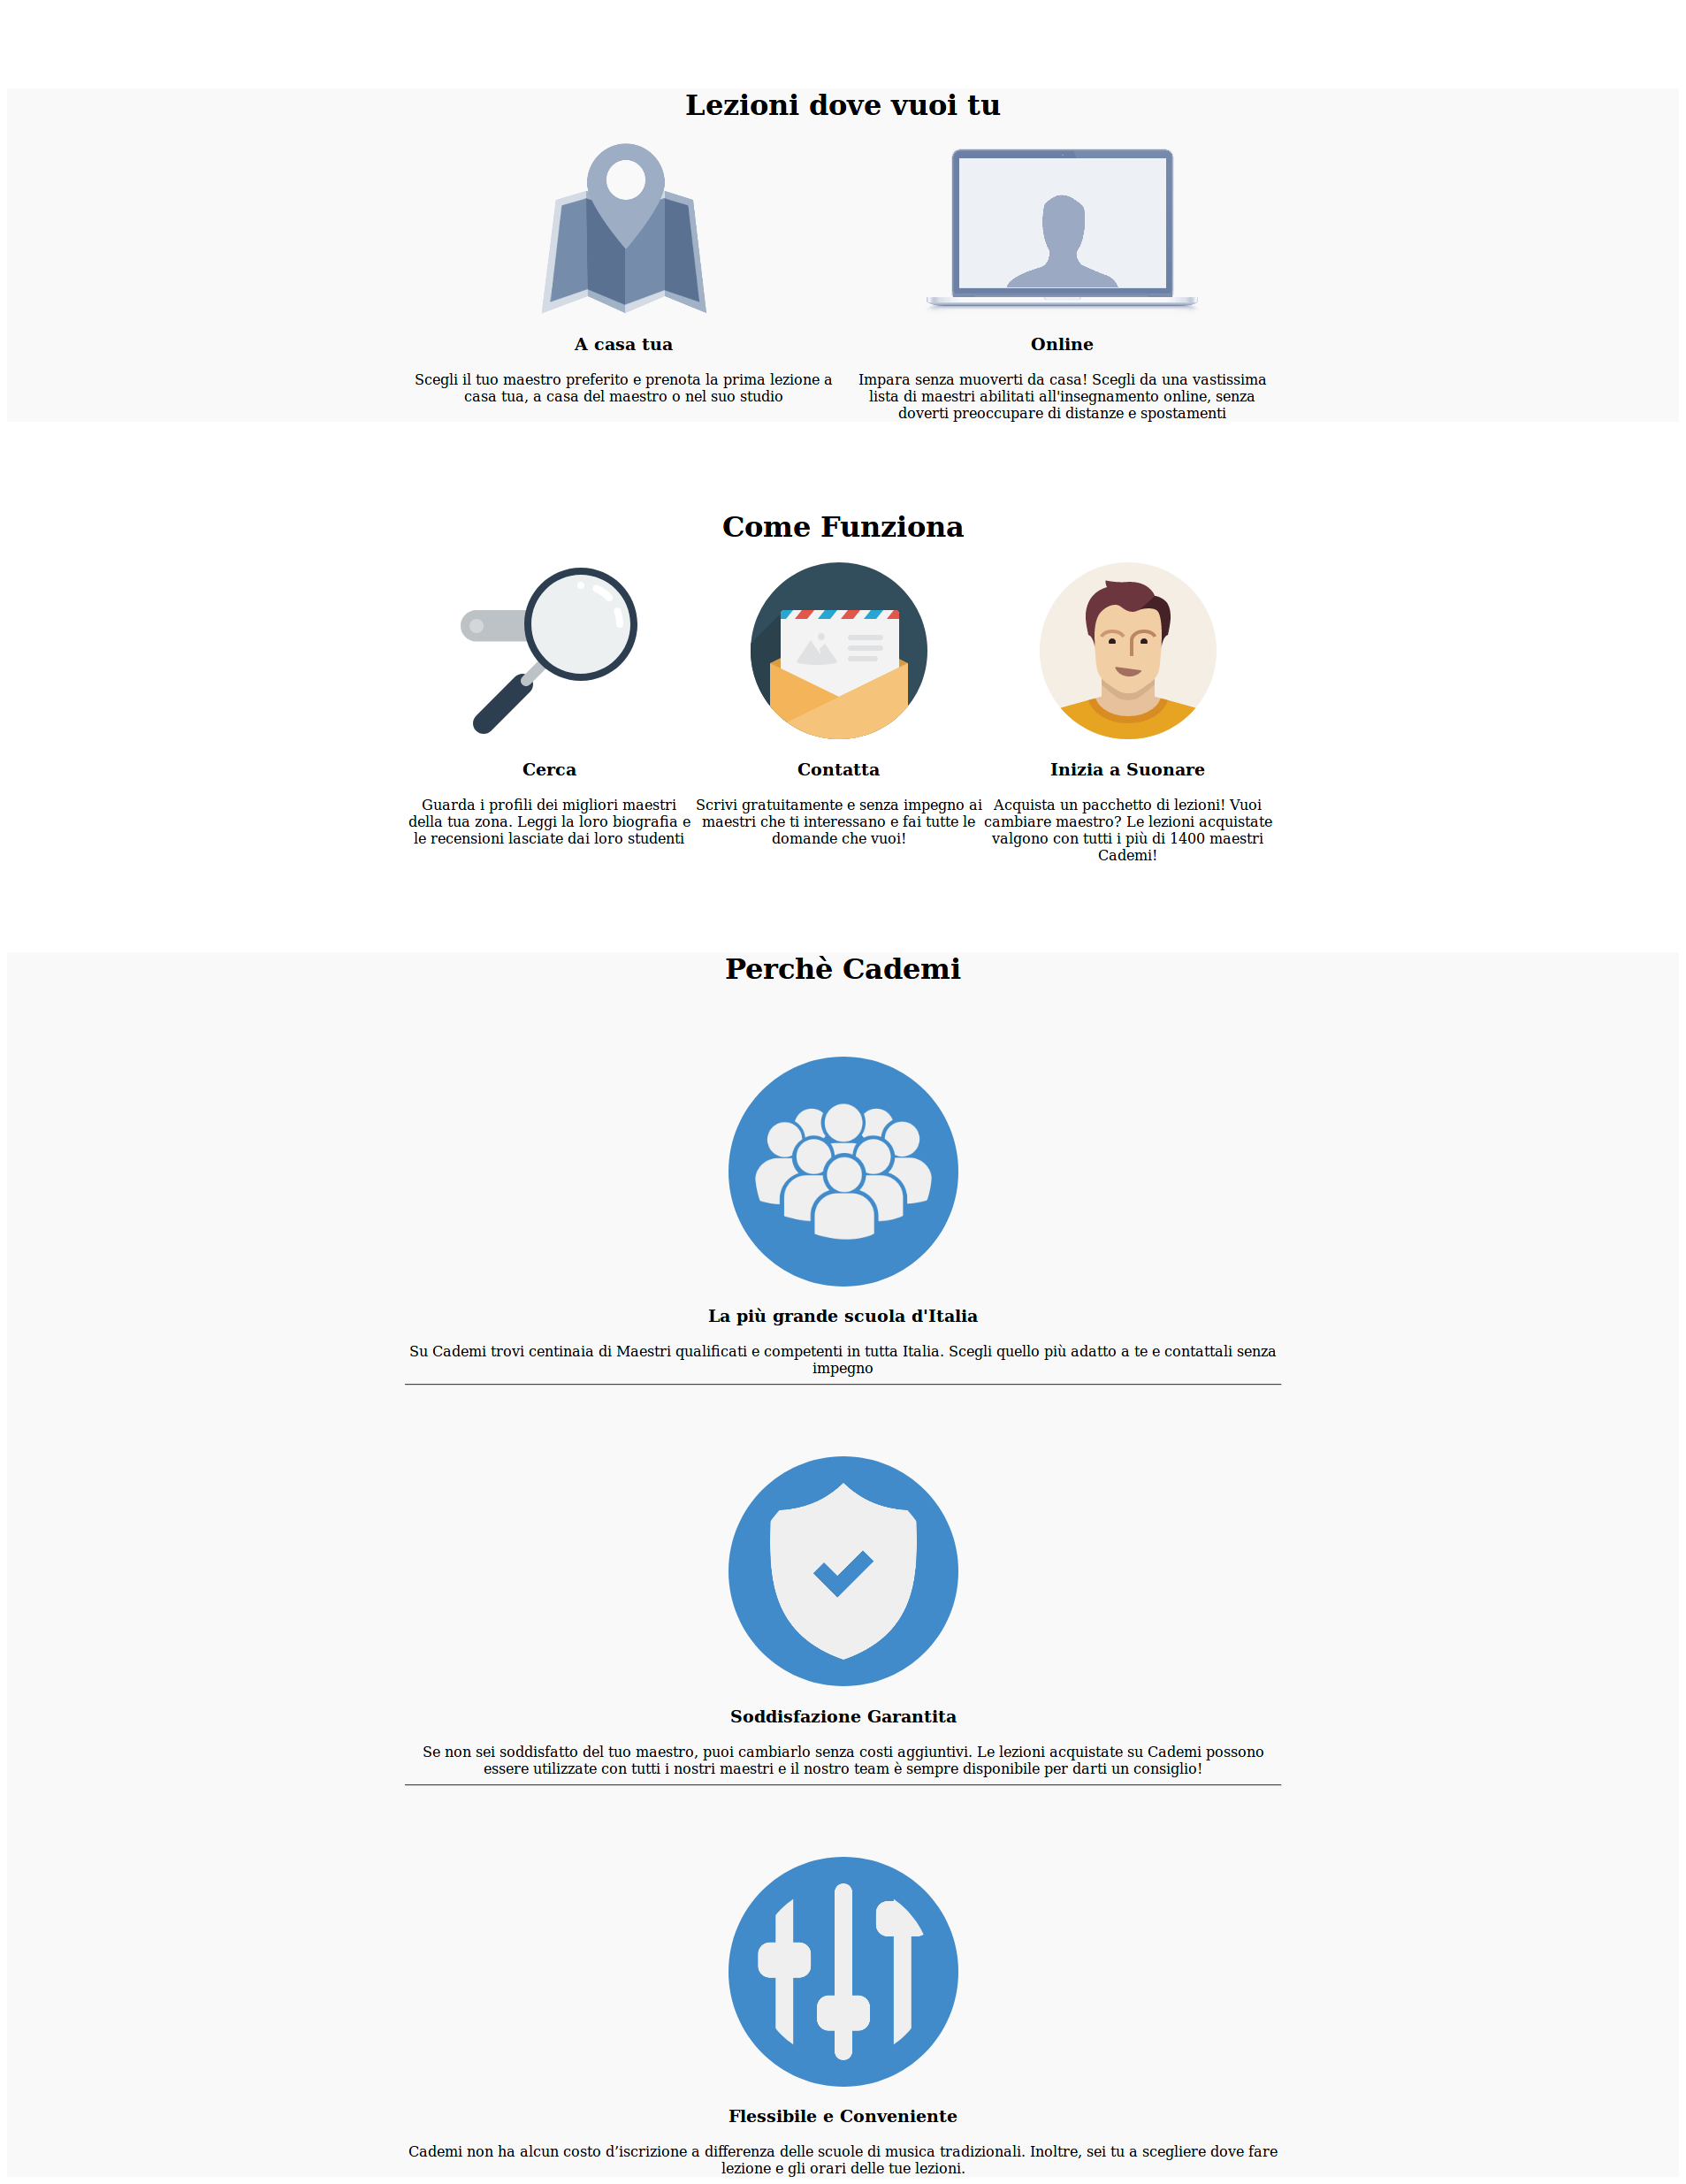 Lezioni dove vuoi tu
A casa tua
Scegli il tuo maestro preferito e prenota la prima lezione a
casa tua, a casa del maestro o nel suo studio
Online
Impara senza muoverti da casa! Scegli da una vastissima
lista di maestri abilitati all'insegnamento online, senza
doverti preoccupare di distanze e spostamenti
Come Funziona
Cerca
Guarda i profili dei migliori maestri
della tua zona. Leggi la loro biografia e
le recensioni lasciate dai loro studenti
Contatta
Scrivi gratuitamente e senza impegno ai
maestri che ti interessano e fai tutte le
domande che vuoi!
Inizia a Suonare
Acquista un pacchetto di lezioni! Vuoi
cambiare maestro? Le lezioni acquistate
valgono con tutti i più di 1400 maestri
Cademi!
Perchè Cademi
La più grande scuola d'Italia
Su Cademi trovi centinaia di Maestri qualificati e competenti in tutta Italia. Scegli quello più adatto a te e contattali senza
impegno
Soddisfazione Garantita
Se non sei soddisfatto del tuo maestro, puoi cambiarlo senza costi aggiuntivi. Le lezioni acquistate su Cademi possono
essere utilizzate con tutti i nostri maestri e il nostro team è sempre disponibile per darti un consiglio!
Flessibile e Conveniente
Cademi non ha alcun costo d’iscrizione a differenza delle scuole di musica tradizionali. Inoltre, sei tu a scegliere dove fare
lezione e gli orari delle tue lezioni.